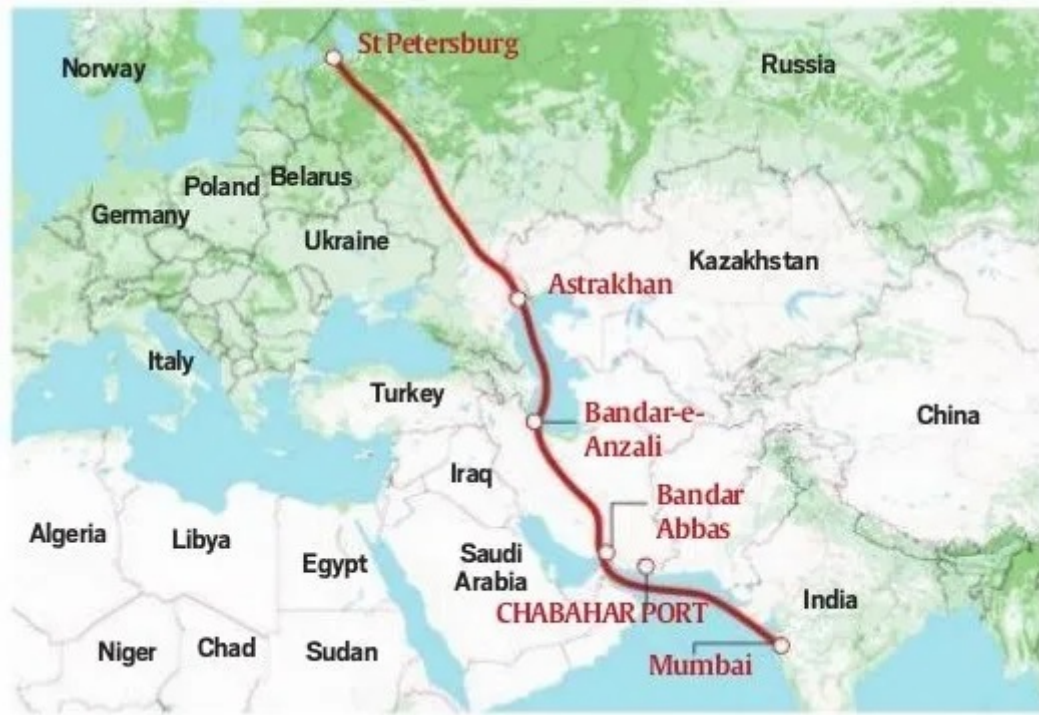 St Petersburg
Norway
Russia
Belarus
Poland
Germany
Ukraine
Kazakhstan
Astrakhan
Italy
Turkey
Bandar-e-
Anzali
China
Iraq
Bandar
Abbas
Algeria
Libya
Egypt
Saudi
Arabia
CHABAHAR PORT
India
Niger
Chad
Sudan
Mumbai